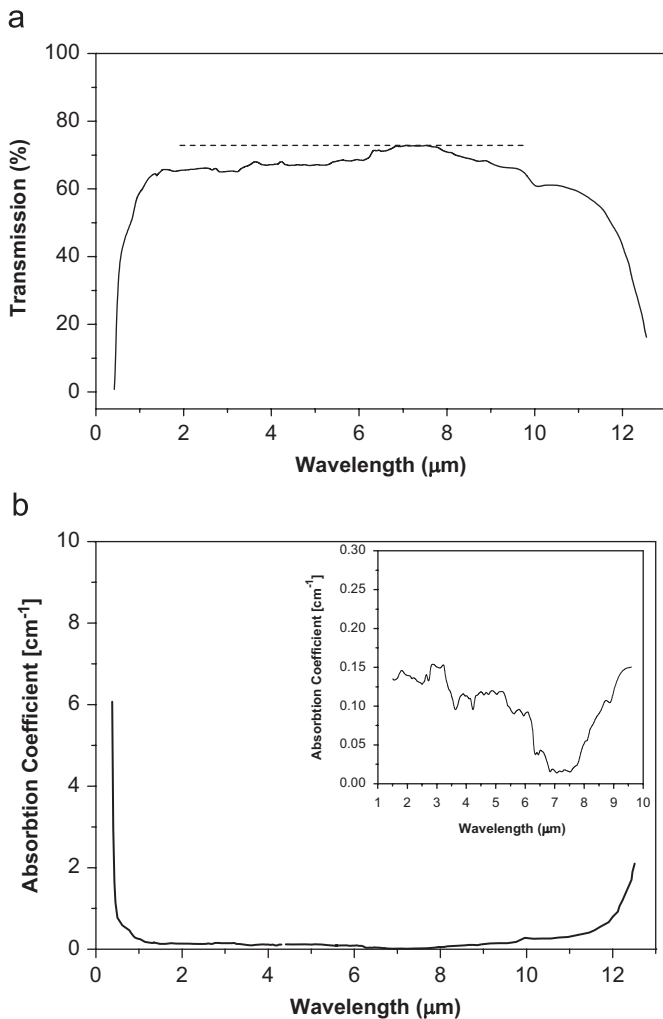 a
100
80
60
40
20
0
Transmission (%)
0 2 4 6 8 10 12
Wavelength (μm)
b
10
8
6
4
2
0
Absorbtion Coefficient [cm-1]
0.30
0.25
0.20
0.15
0.10
0.05
0.00
Absorbtion Coefficient [cm-1]
1 2 3 4 5 6 7 8 9 10
Wavelength (μm)
0 2 4 6 8 10 12
Wavelength (μm)